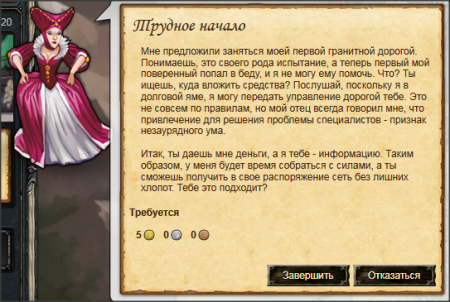 20
Трудное начало
Мне предложили заняться моей первой гранитной дорогой.
Понимаешь, это своего рода испытание, а теперь первый мой
поверенный попал в беду, и я не могу ему помочь. Что? Ты
ищешь, куда вложить средства? Послушай, поскольку я в
долговой яме, я могу передать управление дорогой тебе. Это
не совсем по правилам, но мой отец всегда говорил мне, что
привлечение для решения проблемы специалистов - признак
незаурядного ума.
Итак, ты даешь мне деньги, а я тебе - информацию. Таким
образом, у меня будет время собраться с силами, а ты
сможешь получить в свое распоряжение сеть без лишних
хлопот. Тебе это подходит?
Требуется
5 0 0
Завершить Отказаться